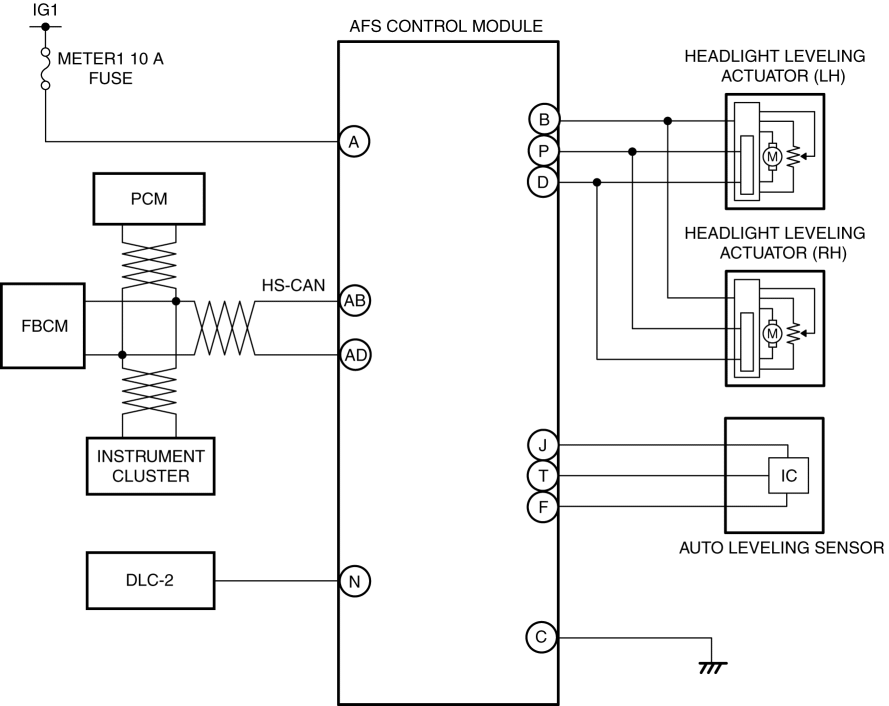 IG1
METER1 10 A
FUSE
AFS CONTROL MODULE
A
B
P
D
HEADLIGHT LEVELING
ACTUATOR (LH)
M
PCM
HEADLIGHT LEVELING
ACTUATOR (RH)
M
HS-CAN
AB
FBCM
AD
INSTRUMENT
CLUSTER
J
T
F
IC
AUTO LEVELING SENSOR
DLC-2
N
C